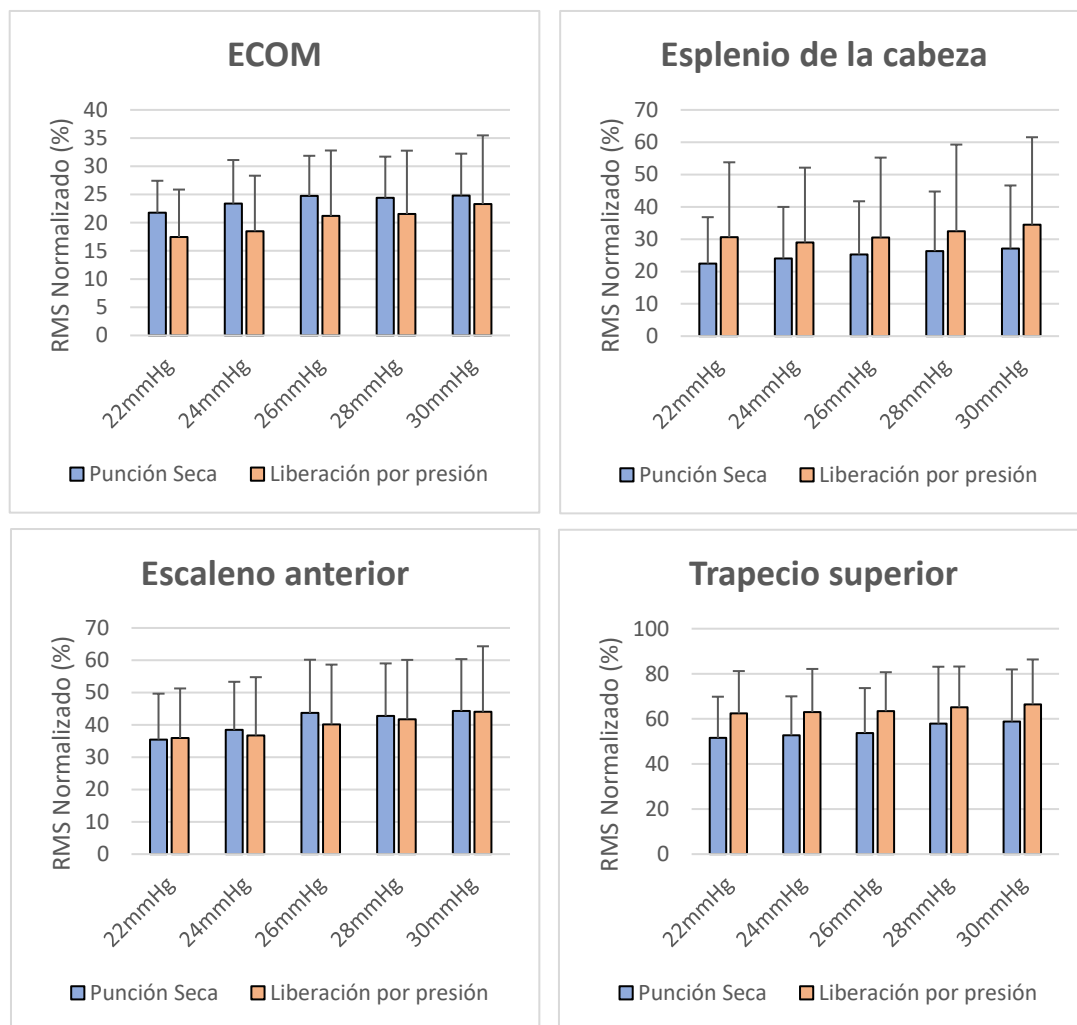 ECOM
RMS Normalizado (%)
40
35
30
25
20
15
10
5
0
22mmHg
24mmHg
26mmHg
28mmHg
30mmHg
Punción Seca Liberación por presión
Esplenio de la cabeza
RMS Normalizado (%)
70
60
50
40
30
20
10
0
22mmHg
24mmHg
26mmHg
28mmHg
30mmHg
Punción Seca Liberación por presión
Escaleno anterior
RMS Normalizado (%)
70
60
50
40
30
20
10
0
22mmHg
24mmHg
26mmHg
28mmHg
30mmHg
Punción Seca Liberación por presión
Trapecio superior
RMS Normalizado (%)
100
80
60
40
20
0
22mmHg
24mmHg
26mmHg
28mmHg
30mmHg
Punción Seca Liberación por presión